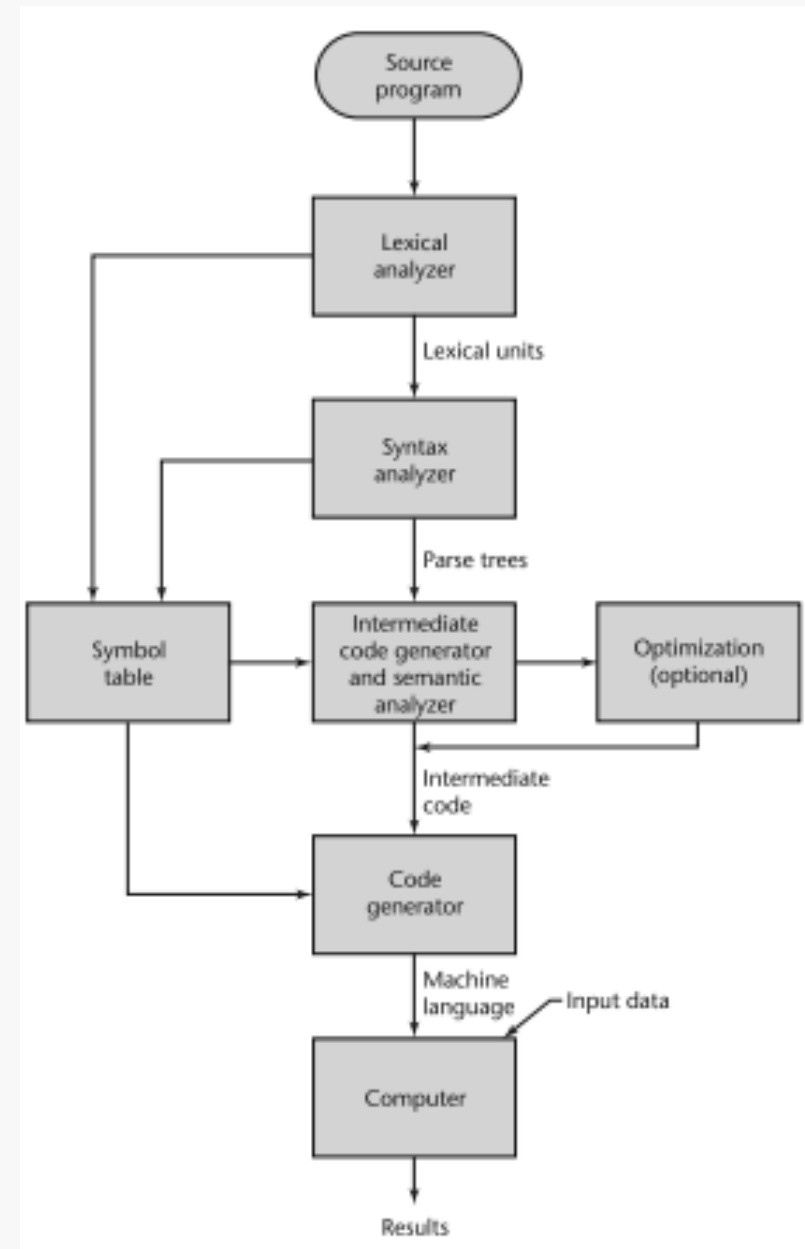 Source
program
Lexical
analyzer
Lexical units
Syntax
analyzer
Parse trees
Symbol
table
Intermediate
code generator
and semantic
analyzer
Optimization
(optional)
Intermediate
code
Code
generator
Machine
language
Input data
Computer
Results